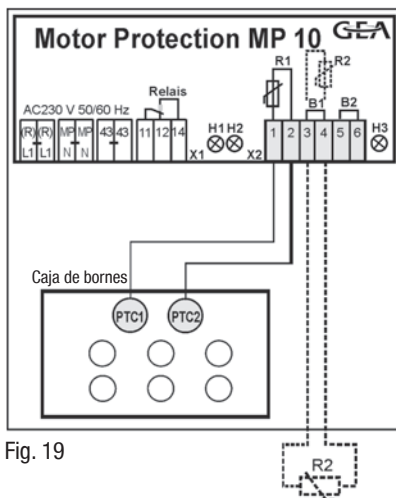 Motor Protection MP 10 GEA
R1 R2
Relais
AC230 V 50/60 Hz
B1 B2
(R) (R) MP MP 43 43 11 12 14 H1 H2 1 2 3 4 5 6 H3
L1 L1 N N X1 X2
Caja de bornes
PTC1 PTC2
Fig. 19
R2